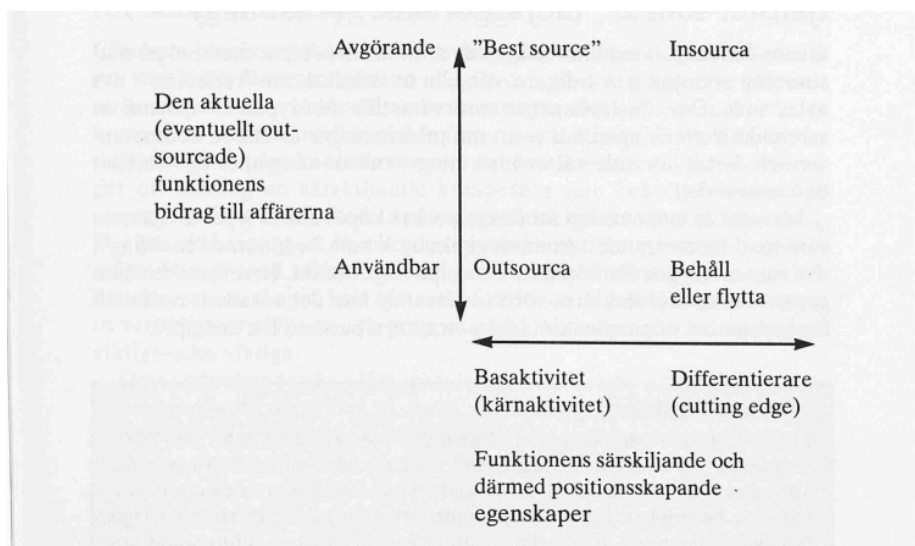 Avgörande ”Best source” Insourca
Den aktuella
(eventuellt out-
sourcade)
funktionens
bidrag till affärerna
Användbar Outsourca Behåll
eller flytta
Basaktivitet Differentierare
(kärnaktivitet) (cutting edge)
Funktionens särskiljande och
därmed positionsskapande
egenskaper